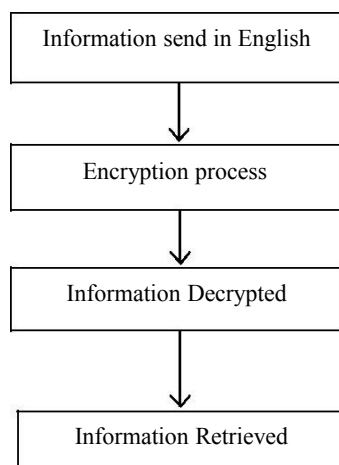 Information send in English
Encryption process
Information Decrypted
Information Retrieved